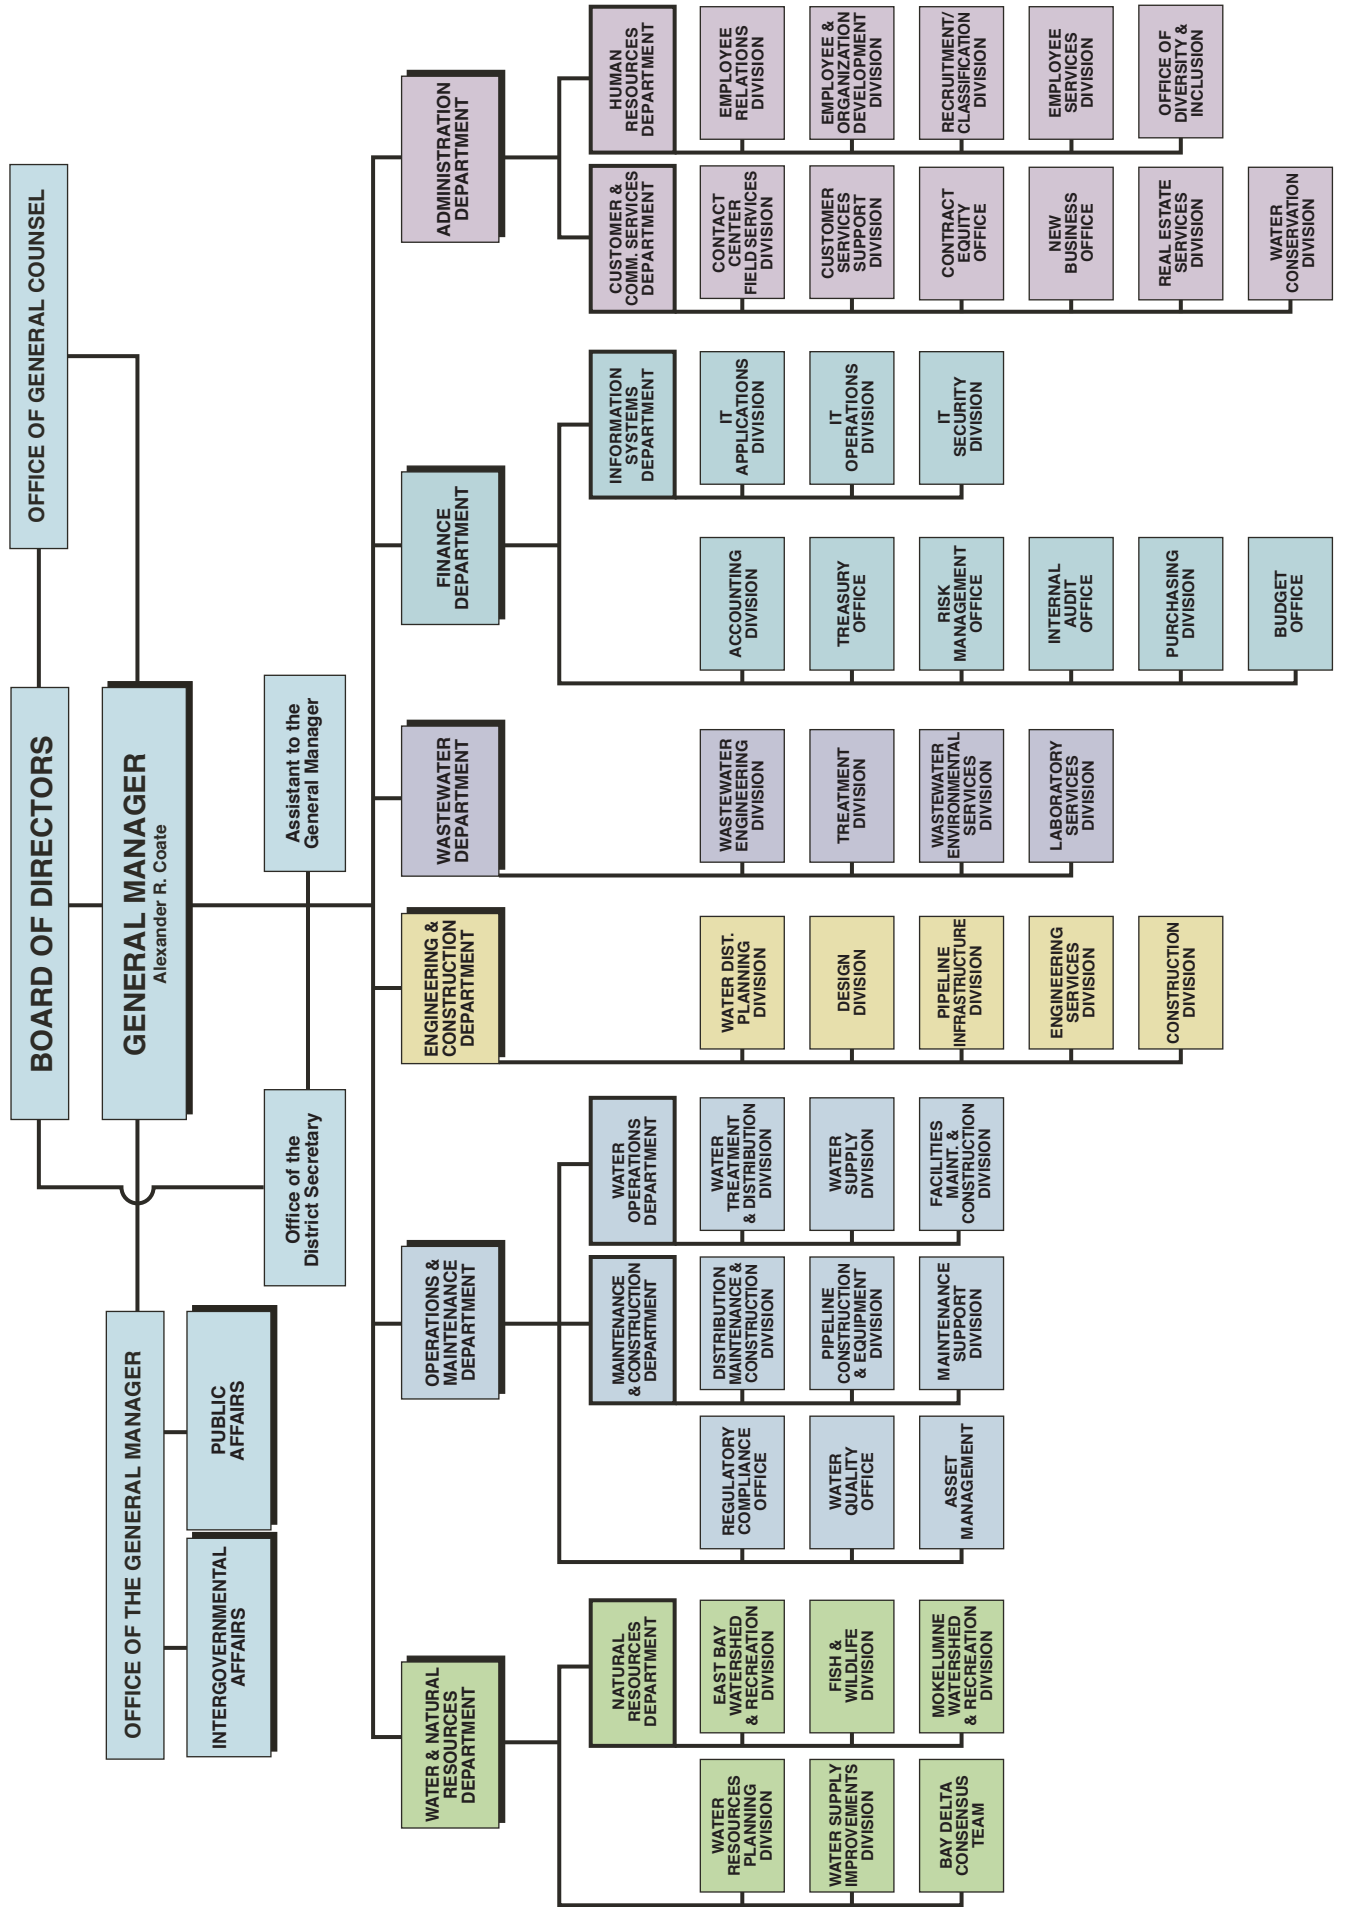 BOARD OF DIRECTORS
OFFICE OF GENERAL COUNSEL
OFFICE OF THE GENERAL MANAGER
GENERAL MANAGER
Alexander R. Coate
INTERGOVERNMENTAL
AFFAIRS
PUBLIC
AFFAIRS
Office of the
District Secretary
Assistant to the
General Manager
WATER & NATURAL
RESOURCES
DEPARTMENT
OPERATIONS &
MAINTENANCE
DEPARTMENT
ENGINEERING &
CONSTRUCTION
DEPARTMENT
WASTEWATER
DEPARTMENT
FINANCE
DEPARTMENT
ADMINISTRATION
DEPARTMENT
WATER
RESOURCES
PLANNING
DIVISION
WATER SUPPLY
IMPROVEMENTS
DIVISION
BAY DELTA
CONSENSUS
TEAM
NATURAL
RESOURCES
DEPARTMENT
EAST BAY
WATERSHED
& RECREATION
DIVISION
FISH &
WILDLIFE
DIVISION
MOKELUMNE
WATERSHED
& RECREATION
DIVISION
REGULATORY
COMPLIANCE
OFFICE
WATER
QUALITY
OFFICE
ASSET
MANAGEMENT
MAINTENANCE
& CONSTRUCTION
DEPARTMENT
DISTRIBUTION
MAINTENANCE &
CONSTRUCTION
DIVISION
PIPELINE
CONSTRUCTION
& EQUIPMENT
DIVISION
MAINTENANCE
SUPPORT
DIVISION
WATER
OPERATIONS
DEPARTMENT
WATER
TREATMENT
& DISTRIBUTION
DIVISION
WATER
SUPPLY
DIVISION
FACILITIES
MAINT. &
CONSTRUCTION
DIVISION
WATER DIST.
PLANNING
DIVISION
DESIGN
DIVISION
PIPELINE
INFRASTRUCTURE
DIVISION
ENGINEERING
SERVICES
DIVISION
CONSTRUCTION
DIVISION
WASTEWATER
ENGINEERING
DIVISION
TREATMENT
DIVISION
WASTEWATER
ENVIRONMENTAL
SERVICES
DIVISION
LABORATORY
SERVICES
DIVISION
ACCOUNTING
DIVISION
TREASURY
OFFICE
RISK
MANAGEMENT
OFFICE
INTERNAL
AUDIT
OFFICE
PURCHASING
DIVISION
BUDGET
OFFICE
INFORMATION
SYSTEMS
DEPARTMENT
IT
APPLICATIONS
DIVISION
IT
OPERATIONS
DIVISION
IT
SECURITY
DIVISION
CUSTOMER &
COMM. SERVICES
DEPARTMENT
CONTACT
CENTER
FIELD SERVICES
DIVISION
CUSTOMER
SERVICES
SUPPORT
DIVISION
CONTRACT
EQUITY
OFFICE
NEW
BUSINESS
OFFICE
REAL ESTATE
SERVICES
DIVISION
WATER
CONSERVATION
DIVISION
HUMAN
RESOURCES
DEPARTMENT
EMPLOYEE
RELATIONS
DIVISION
EMPLOYEE &
ORGANIZATION
DEVELOPMENT
DIVISION
RECRUITMENT/
CLASSIFICATION
DIVISION
EMPLOYEE
SERVICES
DIVISION
OFFICE OF
DIVERSITY &
INCLUSION